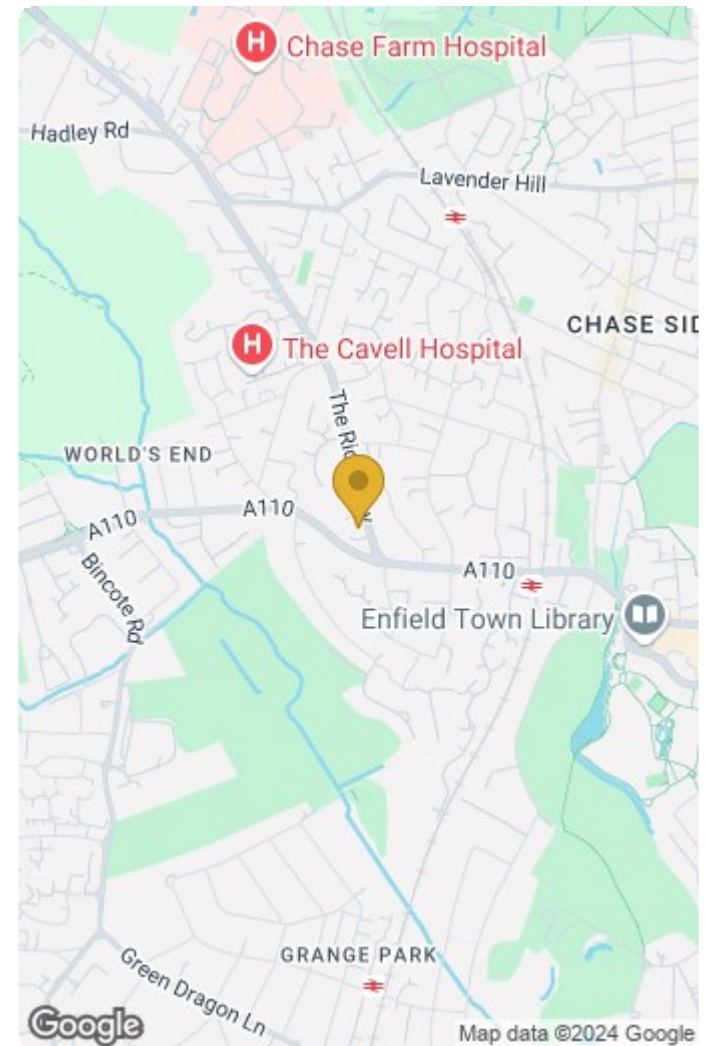 Chase Farm Hospital
Hadley Rd
Lavender Hill
CHASE SID
The Cavell Hospital
The Rid
WORLD'S END
A110
A110
A110
Bincote Rd
Enfield Town Library
GRANGE PARK
Green Dragon Ln
Google
Map data ©2024 Google